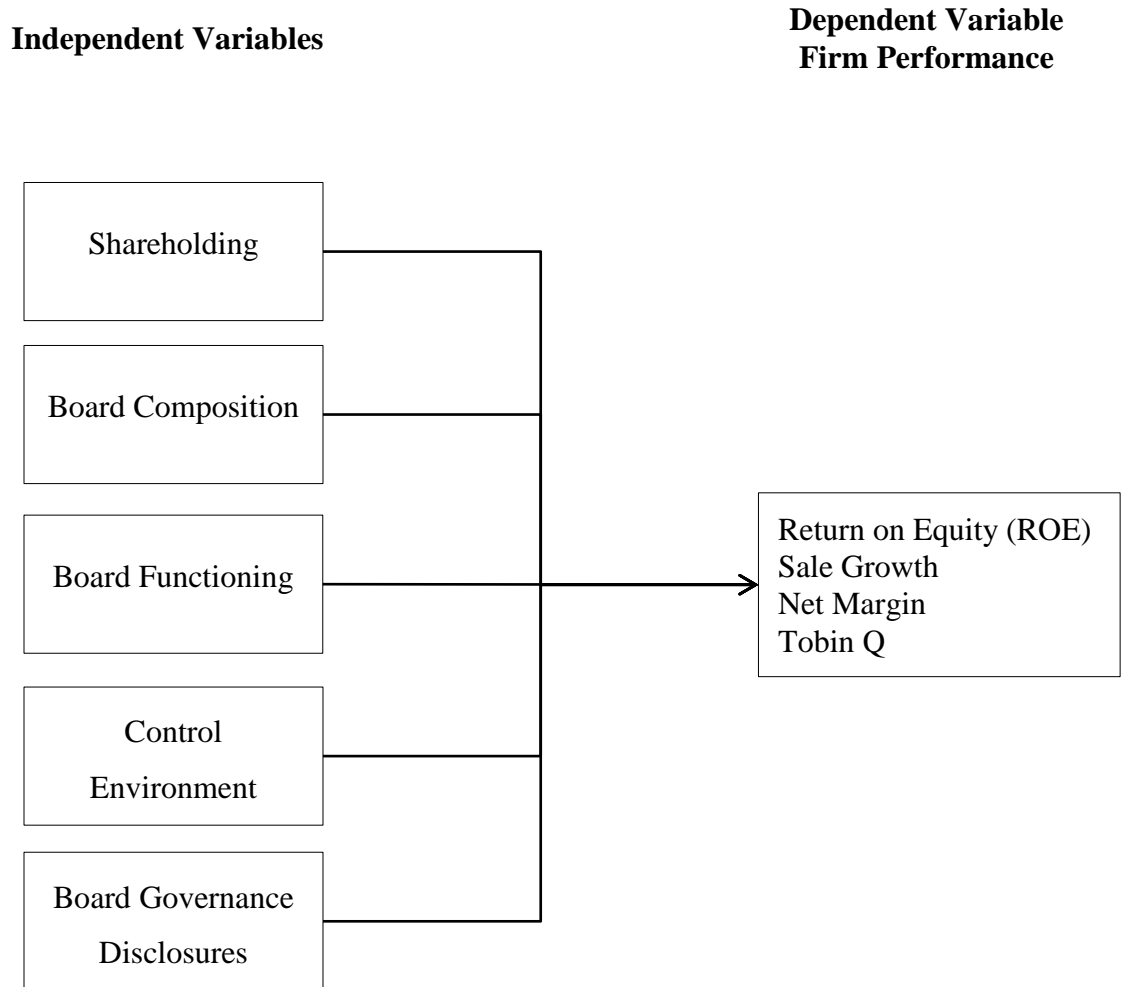 Independent Variables
Dependent Variable
Firm Performance
Shareholding
Board Composition
Board Functioning
Control
Environment
Board Governance
Disclosures
Return on Equity (ROE)
Sale Growth
Net Margin
Tobin Q